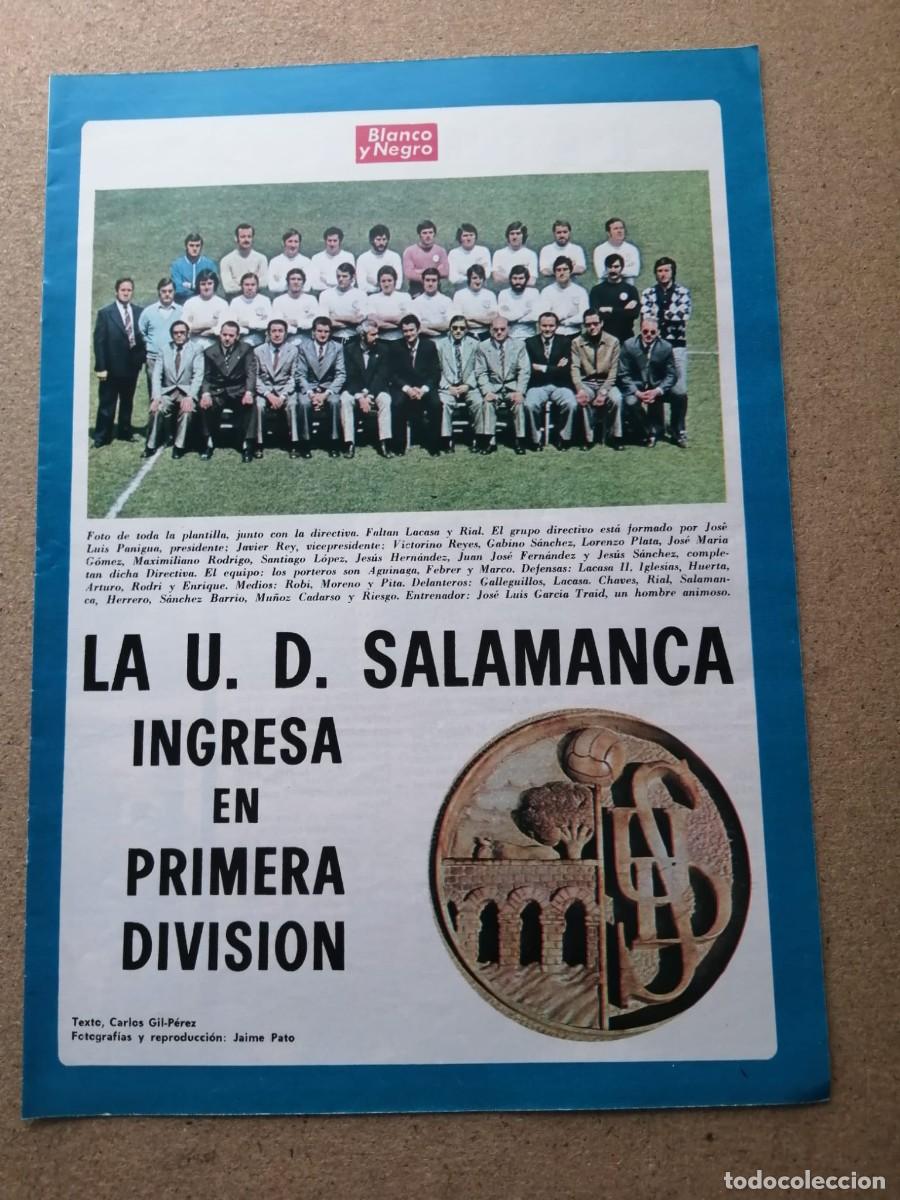 Blanco
y Negro
Foto de toda la plantilla, junto con la directiva. Faltan Lacasa y Rial. El grupo directivo está formado por José
Luis Panigua, presidente; Javier Rey, vicepresidente; Victorino Reyes, Gabino Sánchez, Lorenzo Plata, José María
Gómez, Maximiliano Rodrigo, Santiago López, Jesús Hernández, Juan José Fernández y Jesús Sánchez, comple-
tan dicha Directiva. El equipo: los porteros son Aguinaga, Febrer y Marco. Defensas: Lacasa II. Iglesias, Huerta,
Arturo, Rodri y Enrique. Medios: Robi, Moreno y Pita. Delanteros: Galleguillos, Lacasa. Chaves, Rial, Salaman-
ca, Herrero, Sánchez Barrio, Muñoz Cadarso y Riesgo. Entrenador: José Luis García Traid, un hombre animoso.
LA U. D. SALAMANCA
INGRESA
EN
PRIMERA
DIVISION
Texto, Carlos Gil-Pérez
Fotografías y reproducción: Jaime Pato
todocoleccion